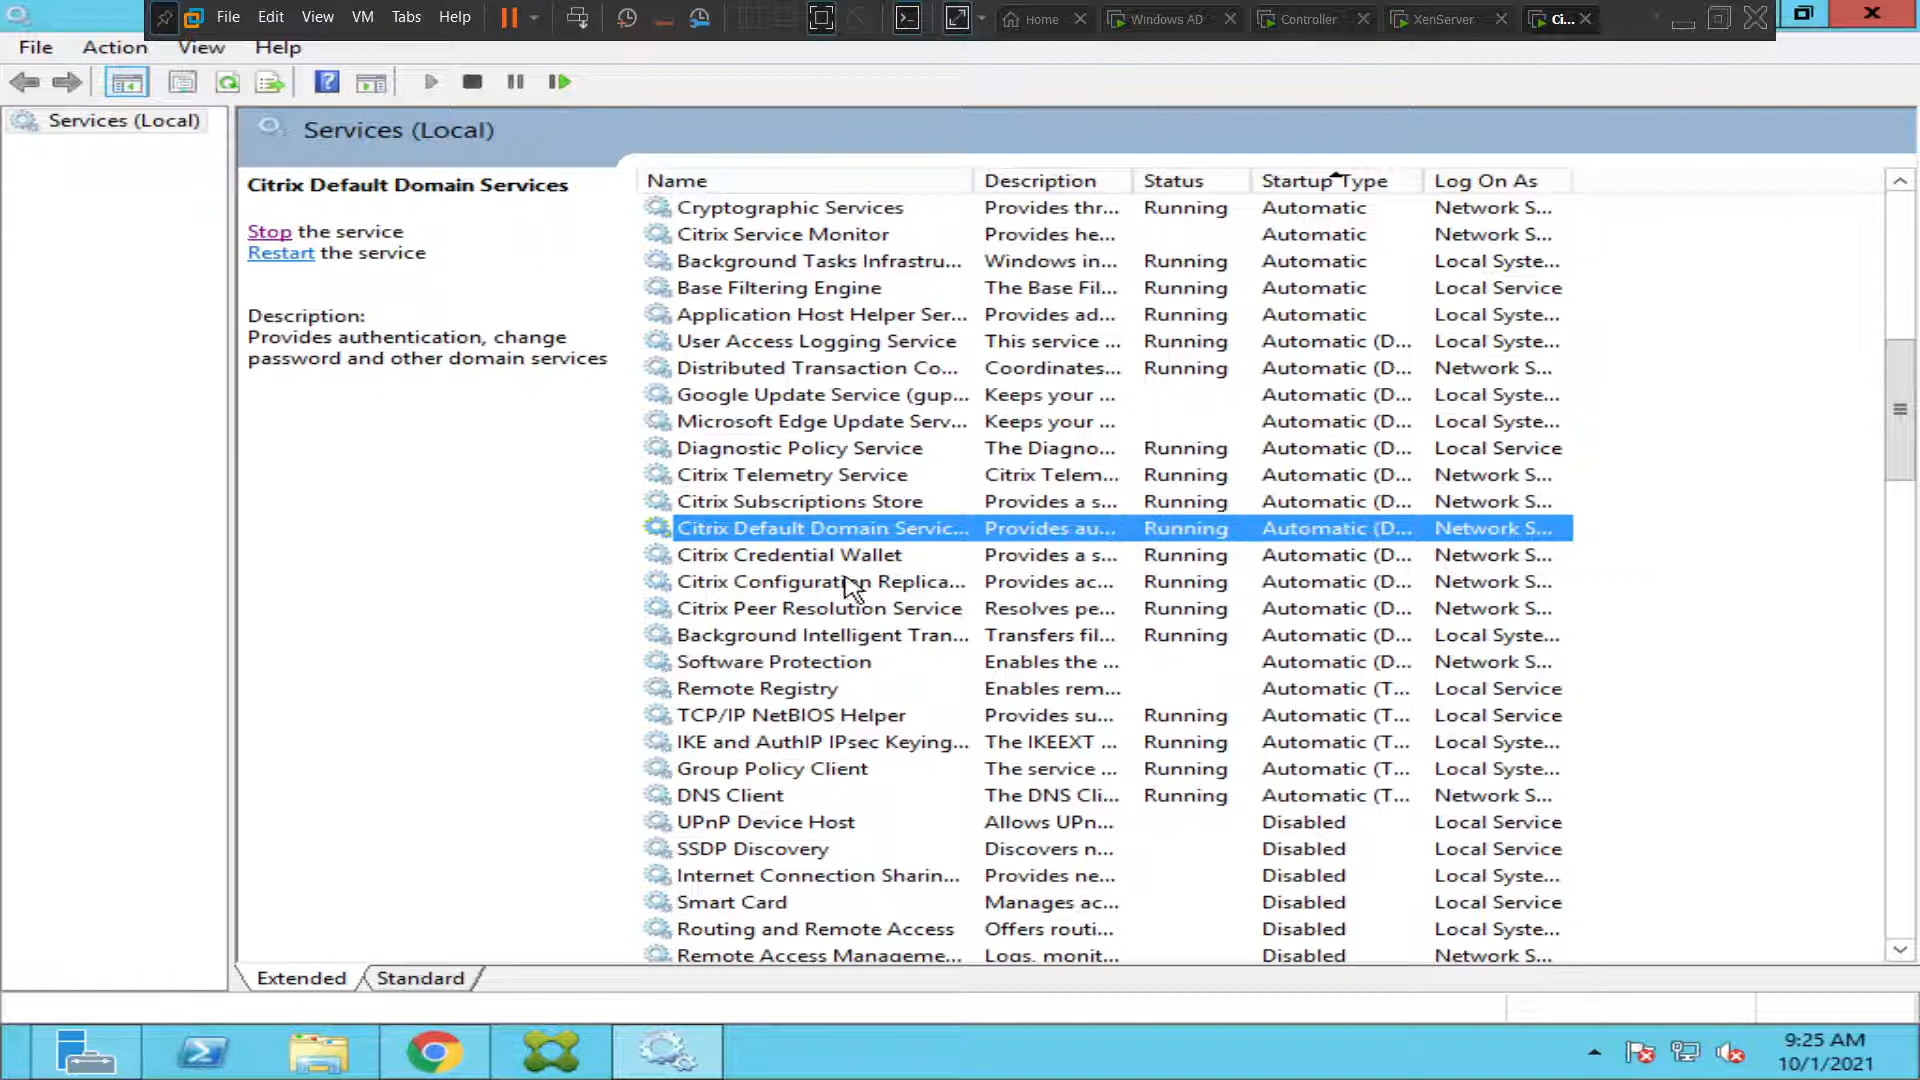 File Edit View VM Tabs Help Home Windows AD Controller XenServer Ci...
File Action View Help
Services (Local)
Services (Local)
Citrix Default Domain Services
Stop the service
Restart the service
Description:
Provides authentication, change
password and other domain services
Name Description Status Startup Type Log On As
Cryptographic Services Provides thr... Running Automatic Network S...
Citrix Service Monitor Provides he... Automatic Network S...
Background Tasks Infrastru... Windows in... Running Automatic Local Syste...
Base Filtering Engine The Base Fil... Running Automatic Local Service
Application Host Helper Ser... Provides ad... Running Automatic Local Syste...
User Access Logging Service This service ... Running Automatic (D... Local Syste...
Distributed Transaction Co... Coordinates... Running Automatic (D... Network S...
Google Update Service (gup... Keeps your ... Automatic (D... Local Syste...
Microsoft Edge Update Serv... Keeps your ... Automatic (D... Local Syste...
Diagnostic Policy Service The Diagno... Running Automatic (D... Local Service
Citrix Telemetry Service Citrix Telem... Running Automatic (D... Network S...
Citrix Subscriptions Store Provides a s... Running Automatic (D... Network S...
Citrix Default Domain Servic... Provides au... Running Automatic (D... Network S...
Citrix Credential Wallet Provides a s... Running Automatic (D... Network S...
Citrix Configuration Replica... Provides ac... Running Automatic (D... Network S...
Citrix Peer Resolution Service Resolves pe... Running Automatic (D... Network S...
Background Intelligent Tran... Transfers fil... Running Automatic (D... Local Syste...
Software Protection Enables the ... Automatic (D... Network S...
Remote Registry Enables rem... Automatic (T... Local Service
TCP/IP NetBIOS Helper Provides su... Running Automatic (T... Local Service
IKE and AuthIP IPsec Keying... The IKEEXT ... Running Automatic (T... Local Syste...
Group Policy Client The service ... Running Automatic (T... Local Syste...
DNS Client The DNS Cli... Running Automatic (T... Network S...
UPnP Device Host Allows UPn... Disabled Local Service
SSDP Discovery Discovers n... Disabled Local Service
Internet Connection Sharin... Provides ne... Disabled Local Syste...
Smart Card Manages ac... Disabled Local Service
Routing and Remote Access Offers routi... Disabled Local Syste...
Remote Access Manageme... Logs, monit... Disabled Network S...
Extended Standard
9:25 AM
10/1/2021